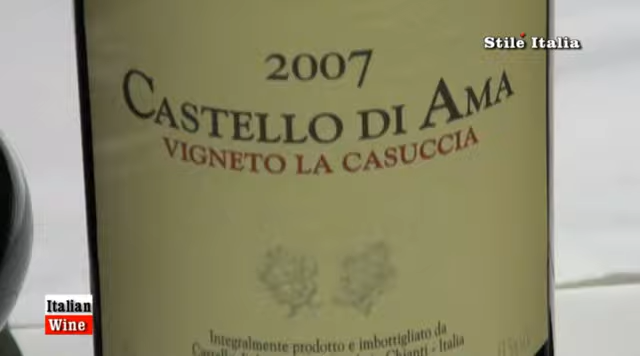 Stile Italia
2007
CASTELLO DI AMA
VIGNETO LA CASUCCIA
Integralmente prodotto e imbottigliato da
Chianti - Italia
Italian
Wine